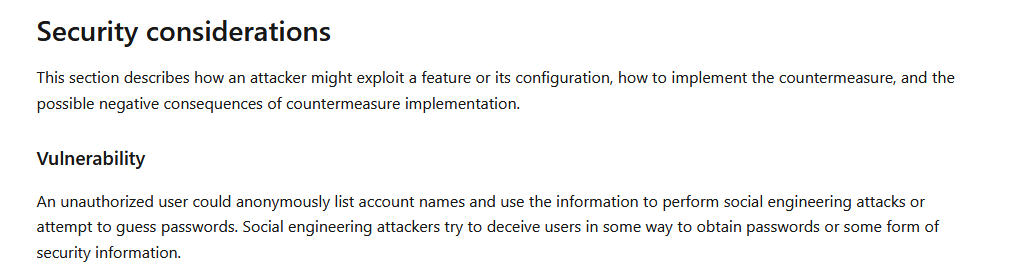 Security considerations
This section describes how an attacker might exploit a feature or its configuration, how to implement the countermeasure, and the
possible negative consequences of countermeasure implementation.
Vulnerability
An unauthorized user could anonymously list account names and use the information to perform social engineering attacks or
attempt to guess passwords. Social engineering attackers try to deceive users in some way to obtain passwords or some form of
security information.